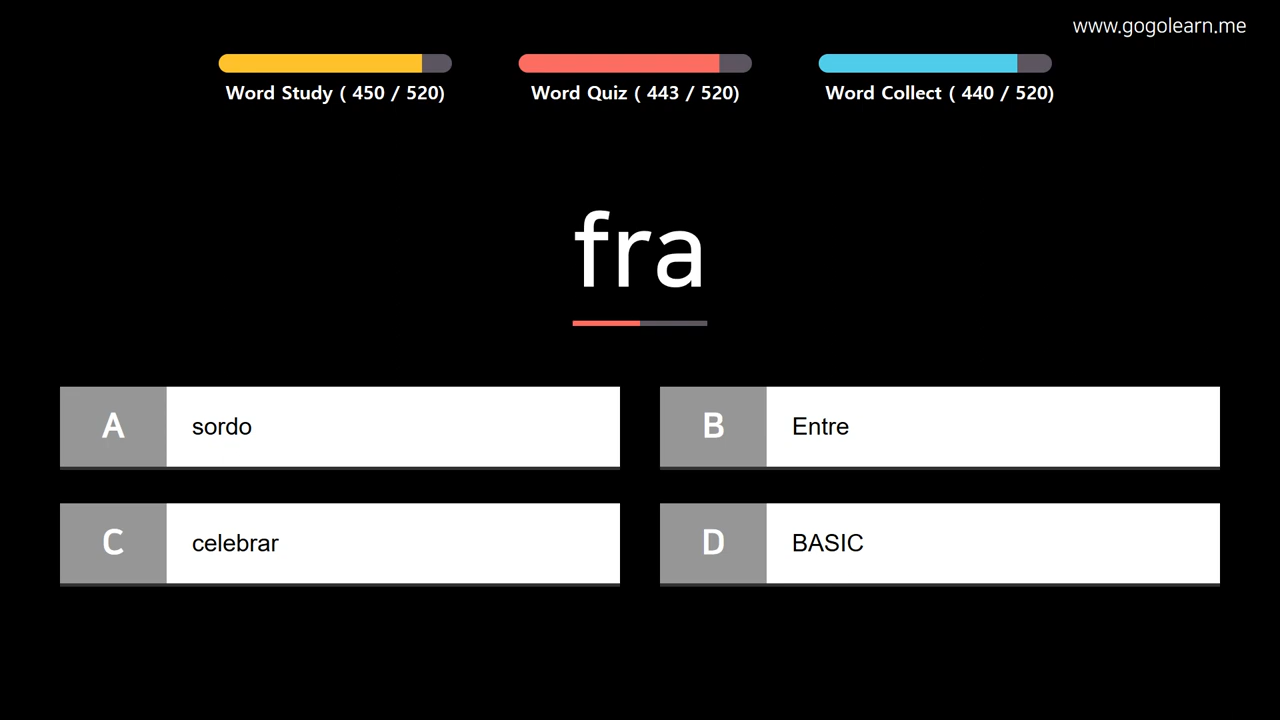 www.gogolearn.me
Word Study ( 450 / 520)
Word Quiz ( 443 / 520)
Word Collect ( 440 / 520)
fra
A
sordo
B
Entre
C
celebrar
D
BASIC